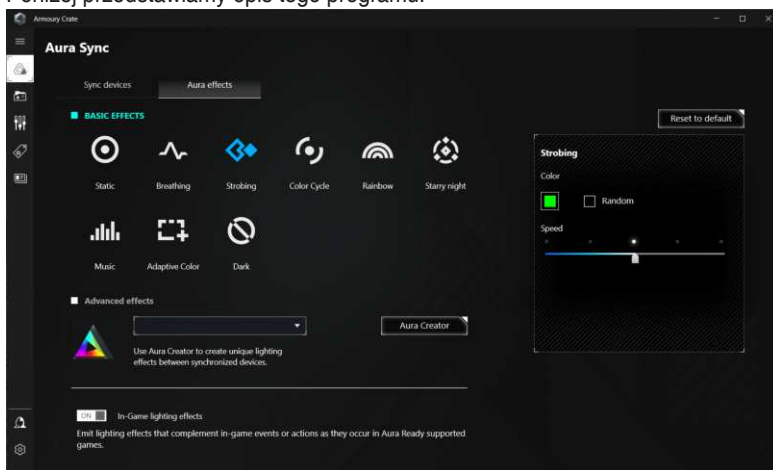 Poniżej przedstawiamy opis tego programu.
Armoury Crate
Aura Sync
Sync devices
Aura effects
BASIC EFFECTS
Reset to default
Static
Breathing
Strobing
Color Cycle
Rainbow
Starry night
Music
Adaptive Color
Dark
Strobing
Color
Random
Speed
Advanced effects
Aura Creator
Use Aura Creator to create unique lighting
effects between synchronized devices.
ON
In-Game lighting effects
Emit lighting effects that complement in-game events or actions as they occur in Aura Ready supported
games.